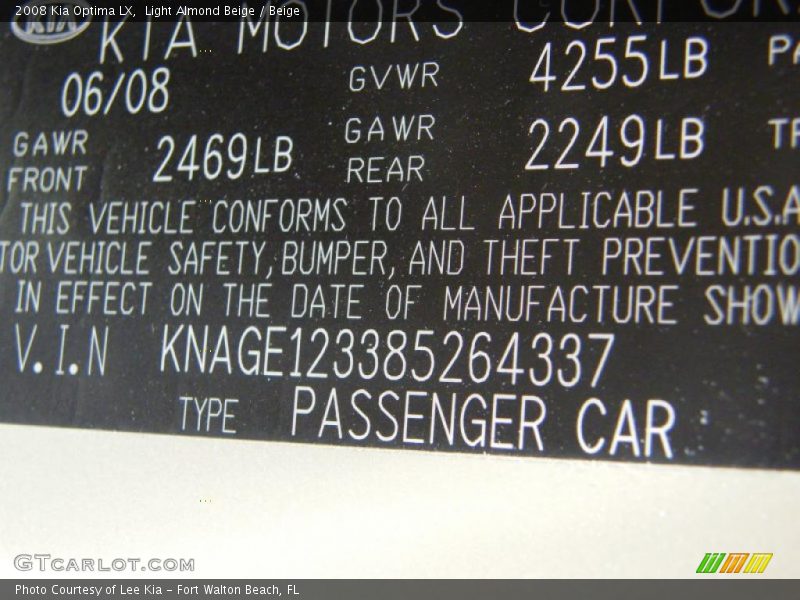 2008 Kia Optima LX, Light Almond Beige / Beige
KIA KIA MOTORS
06/08 GVWR 4255LB
GAWR FRONT 2469LB GAWR REAR 2249LB
THIS VEHICLE CONFORMS TO ALL APPLICABLE U.S.A
TOR VEHICLE SAFETY, BUMPER, AND THEFT PREVENTIO
IN EFFECT ON THE DATE OF MANUFACTURE SHOW
V.I.N KNAGE123385264337
TYPE PASSENGER CAR
GTCARLOT.COM
Photo Courtesy of Lee Kia - Fort Walton Beach, FL